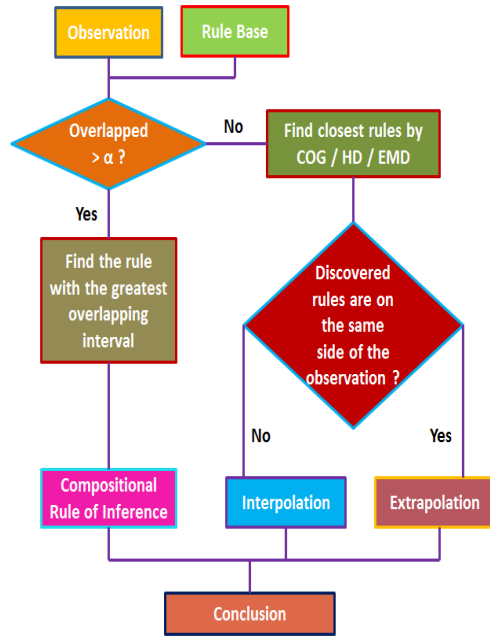 Observation
Rule Base
Overlapped
> α ?
No
Find closest rules by
COG / HD / EMD
Yes
Find the rule
with the greatest
overlapping
interval
Discovered
rules are on
the same
side of the
observation ?
No
Yes
Compositional
Rule of Inference
Interpolation
Extrapolation
Conclusion